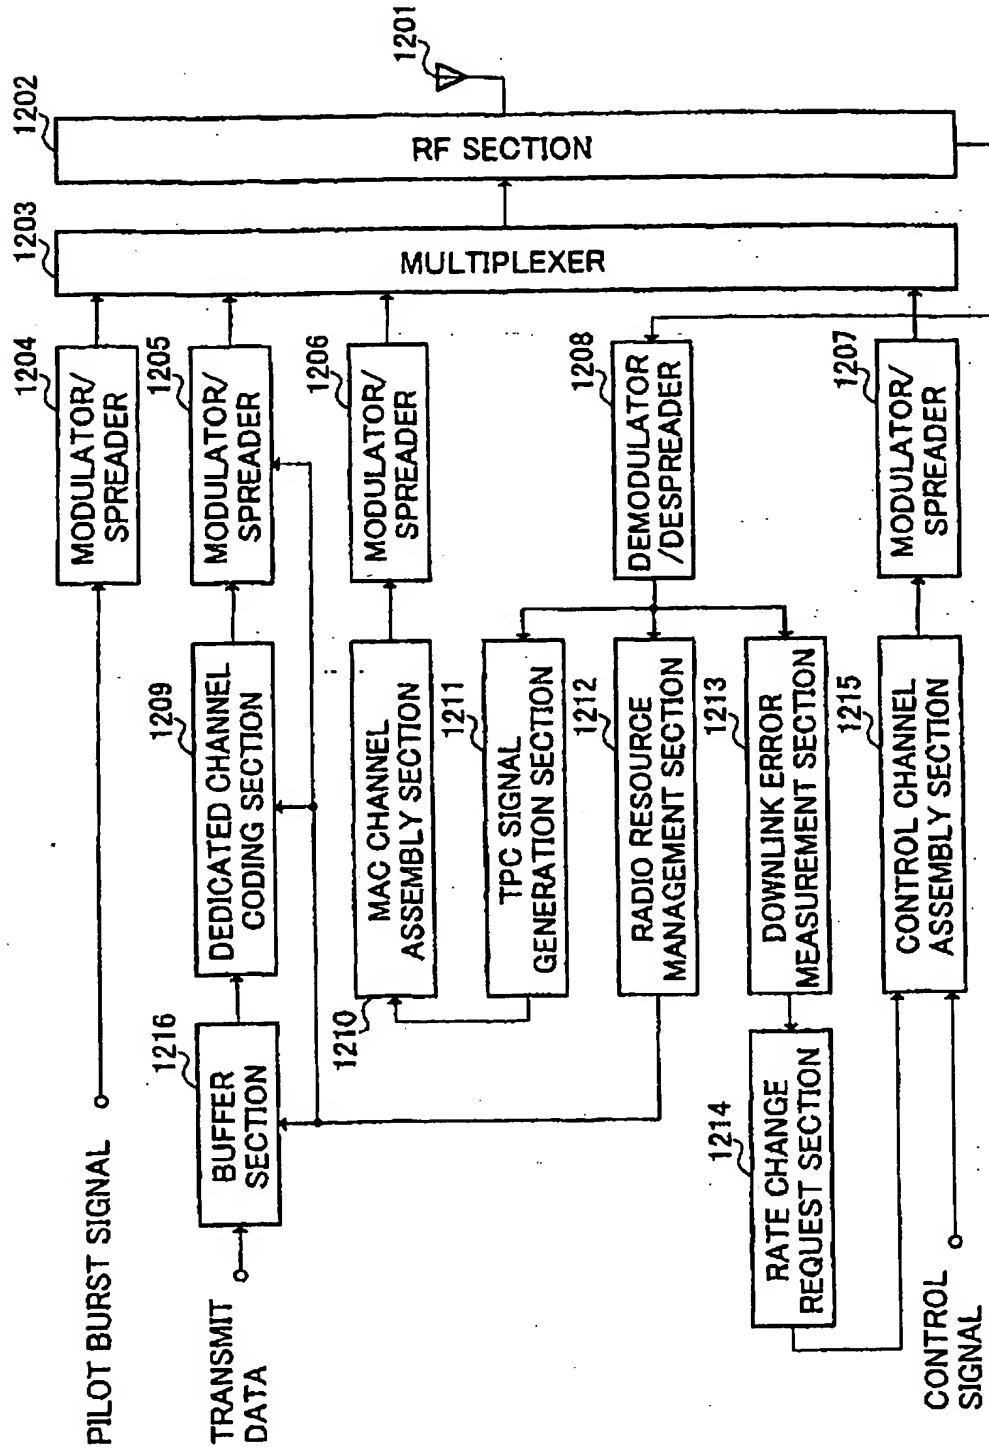 PILOT BURST SIGNAL
TRANSMIT
DATA
1216
BUFFER
SECTION
1209
DEDICATED CHANNEL
CODING SECTION
1204
MODULATOR/
SPREADER
1205
MODULATOR/
SPREADER
1210
MAC CHANNEL
ASSEMBLY SECTION
1206
MODULATOR/
SPREADER
1211
TPC SIGNAL
GENERATION SECTION
1212
RADIO RESOURCE
MANAGEMENT SECTION
1208
DEMODULATOR
/DESPREADER
1213
DOWNLINK ERROR
MEASUREMENT SECTION
1214
RATE CHANGE
REQUEST SECTION
CONTROL
SIGNAL
1215
CONTROL CHANNEL
ASSEMBLY SECTION
1207
MODULATOR/
SPREADER
1203
MULTIPLEXER
1202
RF SECTION
1201